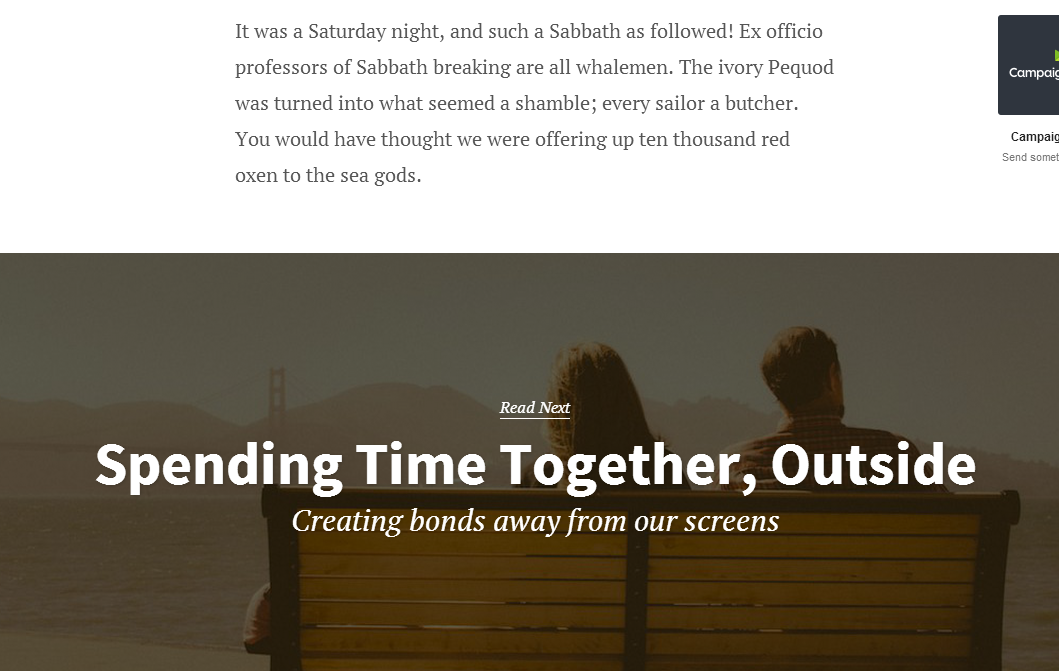 It was a Saturday night, and such a Sabbath as followed! Ex officio
professors of Sabbath breaking are all whalemen. The ivory Pequod
was turned into what seemed a shamble; every sailor a butcher.
You would have thought we were offering up ten thousand red
oxen to the sea gods.
Campaig
Campaig
Send somet
Read Next
Spending Time Together, Outside
Creating bonds away from our screens